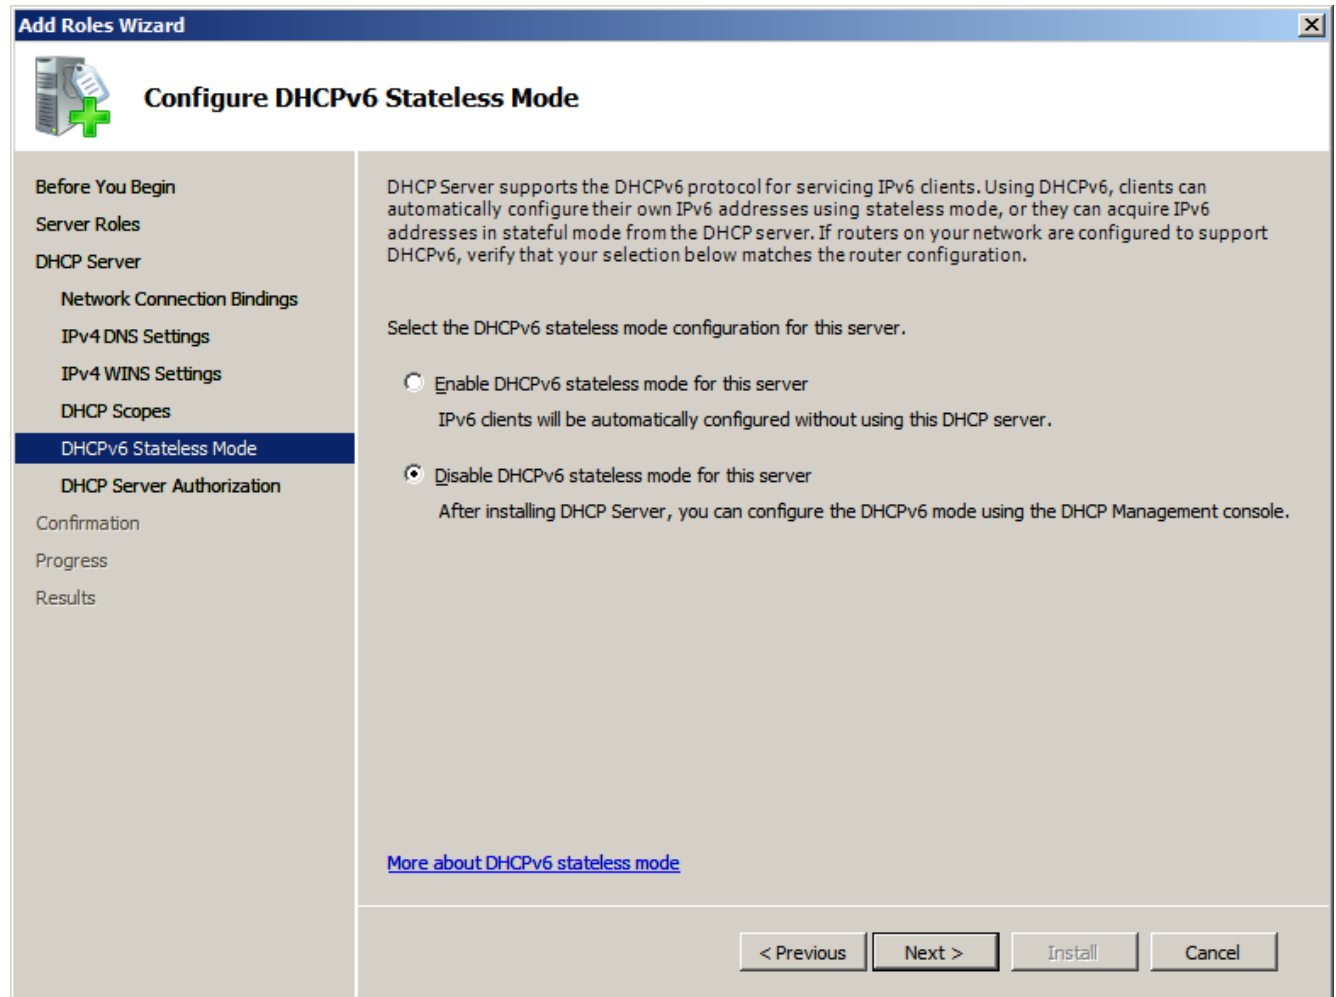 Add Roles Wizard
Configure DHCPv6 Stateless Mode
Before You Begin
Server Roles
DHCP Server
Network Connection Bindings
IPv4 DNS Settings
IPv4 WINS Settings
DHCP Scopes
DHCPv6 Stateless Mode
DHCP Server Authorization
Confirmation
Progress
Results
DHCP Server supports the DHCPv6 protocol for servicing IPv6 clients. Using DHCPv6, clients can
automatically configure their own IPv6 addresses using stateless mode, or they can acquire IPv6
addresses in stateful mode from the DHCP server. If routers on your network are configured to support
DHCPv6, verify that your selection below matches the router configuration.
Select the DHCPv6 stateless mode configuration for this server.
Enable DHCPv6 stateless mode for this server
IPv6 clients will be automatically configured without using this DHCP server.
Disable DHCPv6 stateless mode for this server
After installing DHCP Server, you can configure the DHCPv6 mode using the DHCP Management console.
More about DHCPv6 stateless mode
< Previous
Next >
Install
Cancel